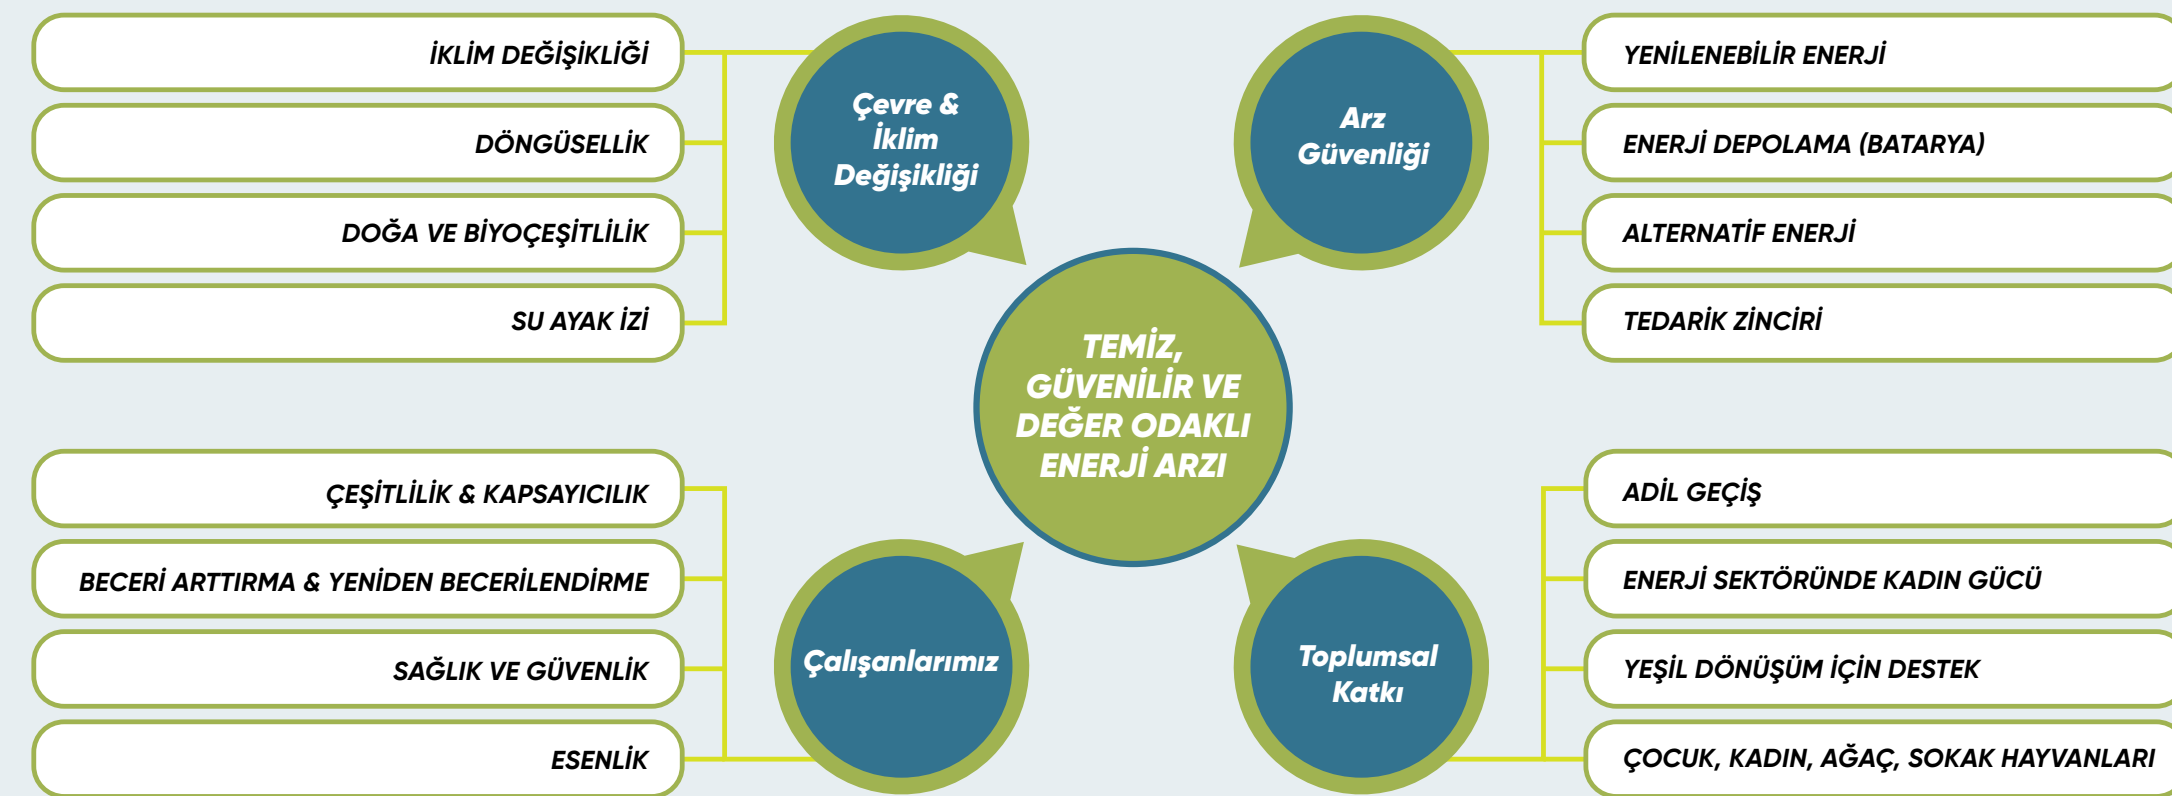 İKLİM DEĞİŞİKLİĞİ
DÖNGÜSELLİK
DOĞA VE BİYOÇEŞİTLİLİK
SU AYAK İZİ
Çevre &
İklim
Değişikliği
Arz
Güvenliği
YENİLENEBİLİR ENERJİ
ENERJİ DEPOLAMA (BATARYA)
ALTERNATİF ENERJİ
TEDARİK ZİNCİRİ
TEMİZ,
GÜVENİLİR VE
DEĞER ODAKLI
ENERJİ ARZI
ÇEŞİTLİLİK & KAPSAYICILIK
BECERİ ARTTIRMA & YENİDEN BECERİLENDİRME
SAĞLIK VE GÜVENLİK
ESENLİK
Çalışanlarımız
Toplumsal
Katkı
ADİL GEÇİŞ
ENERJİ SEKTÖRÜNDE KADIN GÜCÜ
YEŞİL DÖNÜŞÜM İÇİN DESTEK
ÇOCUK, KADIN, AĞAÇ, SOKAK HAYVANLARI